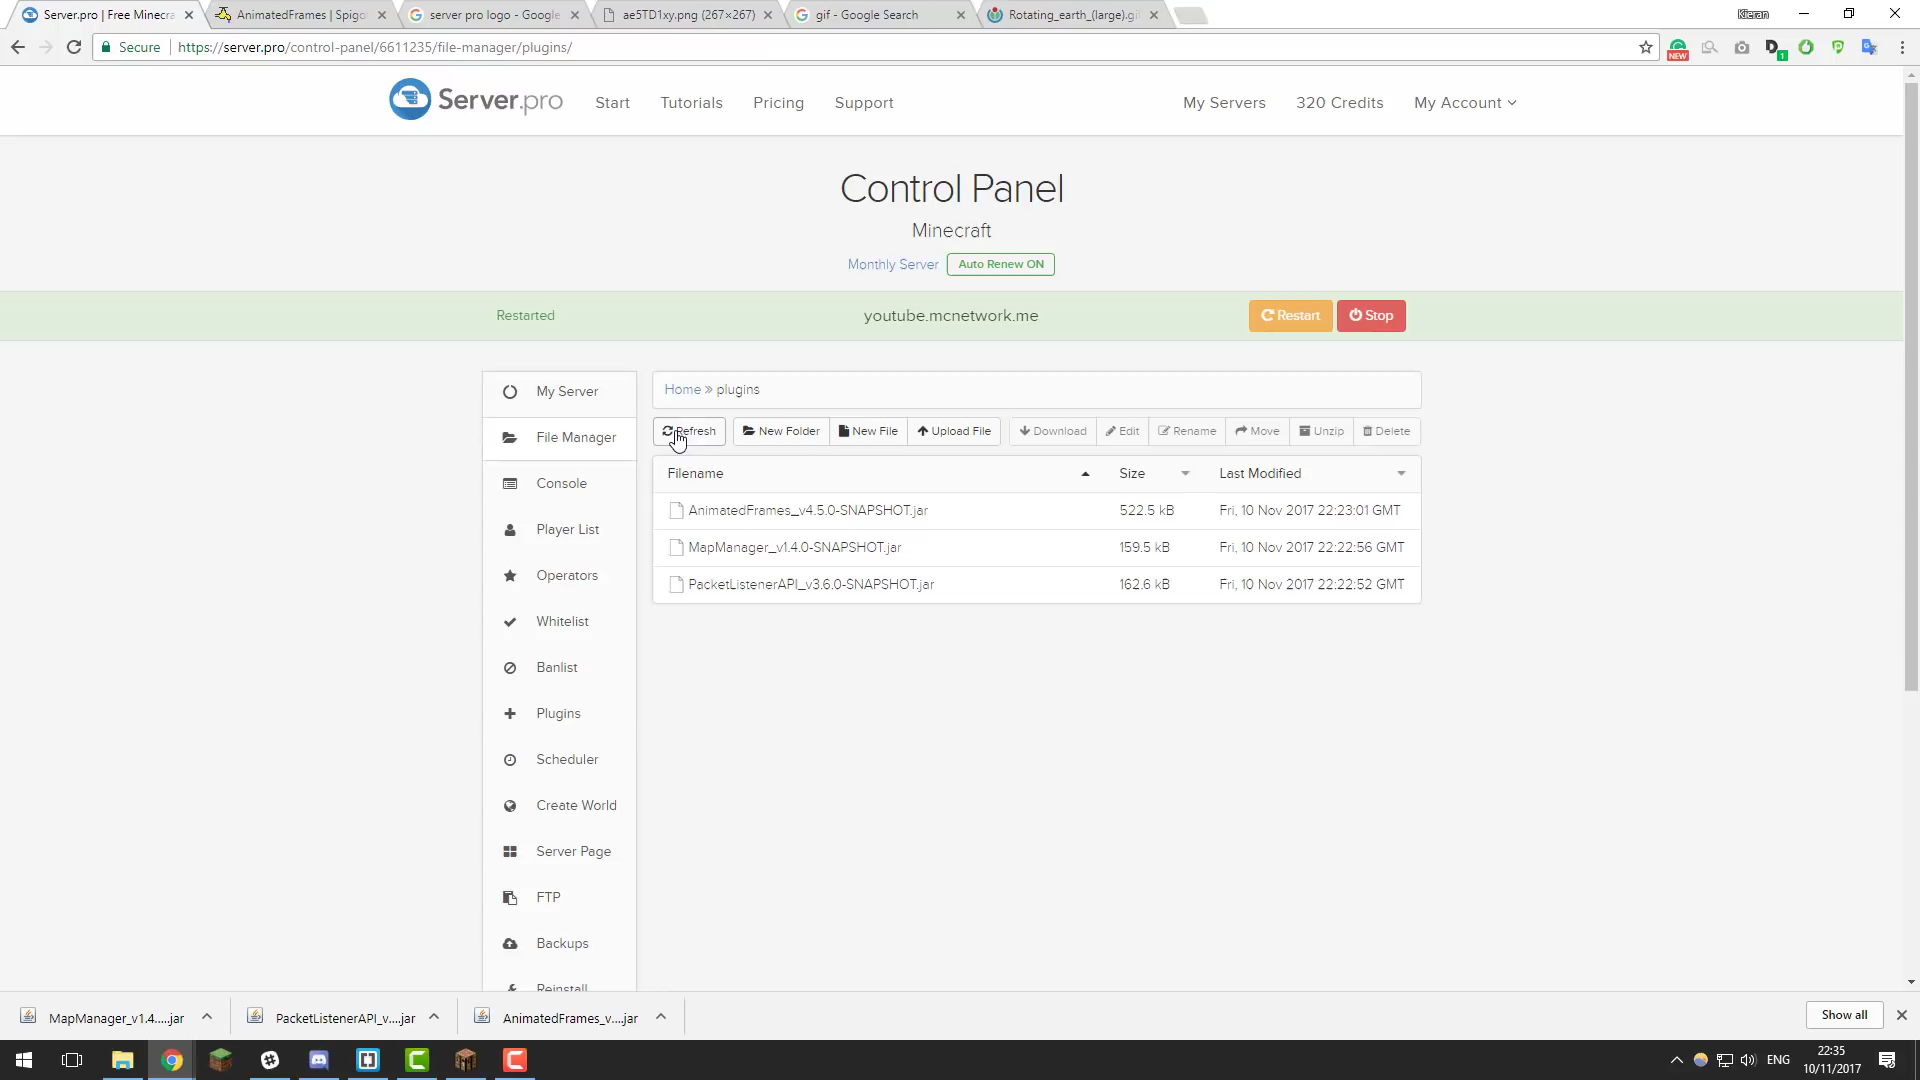 Server.pro | Free Minecra
AnimatedFrames | Spigo
server pro logo - Google
ae5TD1xy.png (267×267)
gif - Google Search
Rotating_earth_(large).gi
Kieran
Secure
https://server.pro/control-panel/6611235/file-manager/plugins/
NEW
1
Server.pro
Start
Tutorials
Pricing
Support
My Servers
320 Credits
My Account
Control Panel
Minecraft
Monthly Server
Auto Renew ON
Restarted
youtube.mcnetwork.me
Restart
Stop
My Server
File Manager
Console
Player List
Operators
Whitelist
Banlist
Plugins
Scheduler
Create World
Server Page
FTP
Backups
Reinstall
Home » plugins
Refresh
New Folder
New File
Upload File
Download
Edit
Rename
Move
Unzip
Delete
Filename Size Last Modified
AnimatedFrames_v4.5.0-SNAPSHOT.jar 522.5 kB Fri, 10 Nov 2017 22:23:01 GMT
MapManager_v1.4.0-SNAPSHOT.jar 159.5 kB Fri, 10 Nov 2017 22:22:56 GMT
PacketListenerAPI_v3.6.0-SNAPSHOT.jar 162.6 kB Fri, 10 Nov 2017 22:22:52 GMT
MapManager_v1.4....jar
PacketListenerAPI_v....jar
AnimatedFrames_v....jar
Show all
ENG
22:35
10/11/2017